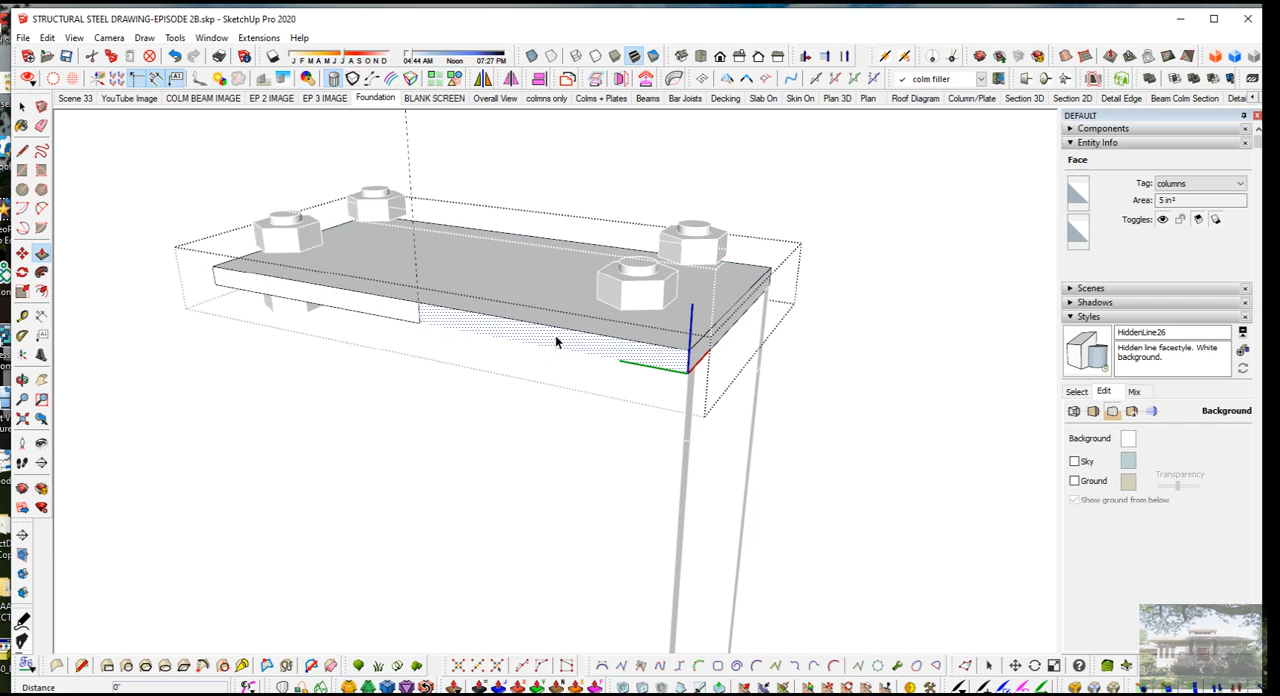 STRUCTURAL STEEL DRAWING-EPISODE 2B.skp - SketchUp Pro 2020
File Edit View Camera Draw Tools Window Extensions Help
J F M A M J J A S O N D 04:44 AM Noon 07:27 PM
col filler
Scene 33 YouTube Image COLM BEAM IMAGE EP 2 IMAGE EP 3 IMAGE Foundation BLANK SCREEN Overall View colmns only Colms + Plates Beams Bar Joists Decking Slab On Skin On Plan 3D Plan Roof Diagram Column/Plate Section 3D Section 2D Detail Edge Beam Colm Section Detai
DEFAULT
Components
Entity Info
Face
Tag: columns
Area: 5 in²
Toggles:
Scenes
Shadows
Styles
HiddenLine26
Hidden line facestyle. White
background.
Select Edit Mix
Background
Background
Sky
Transparency
Ground
Show ground from below
Distance 0"